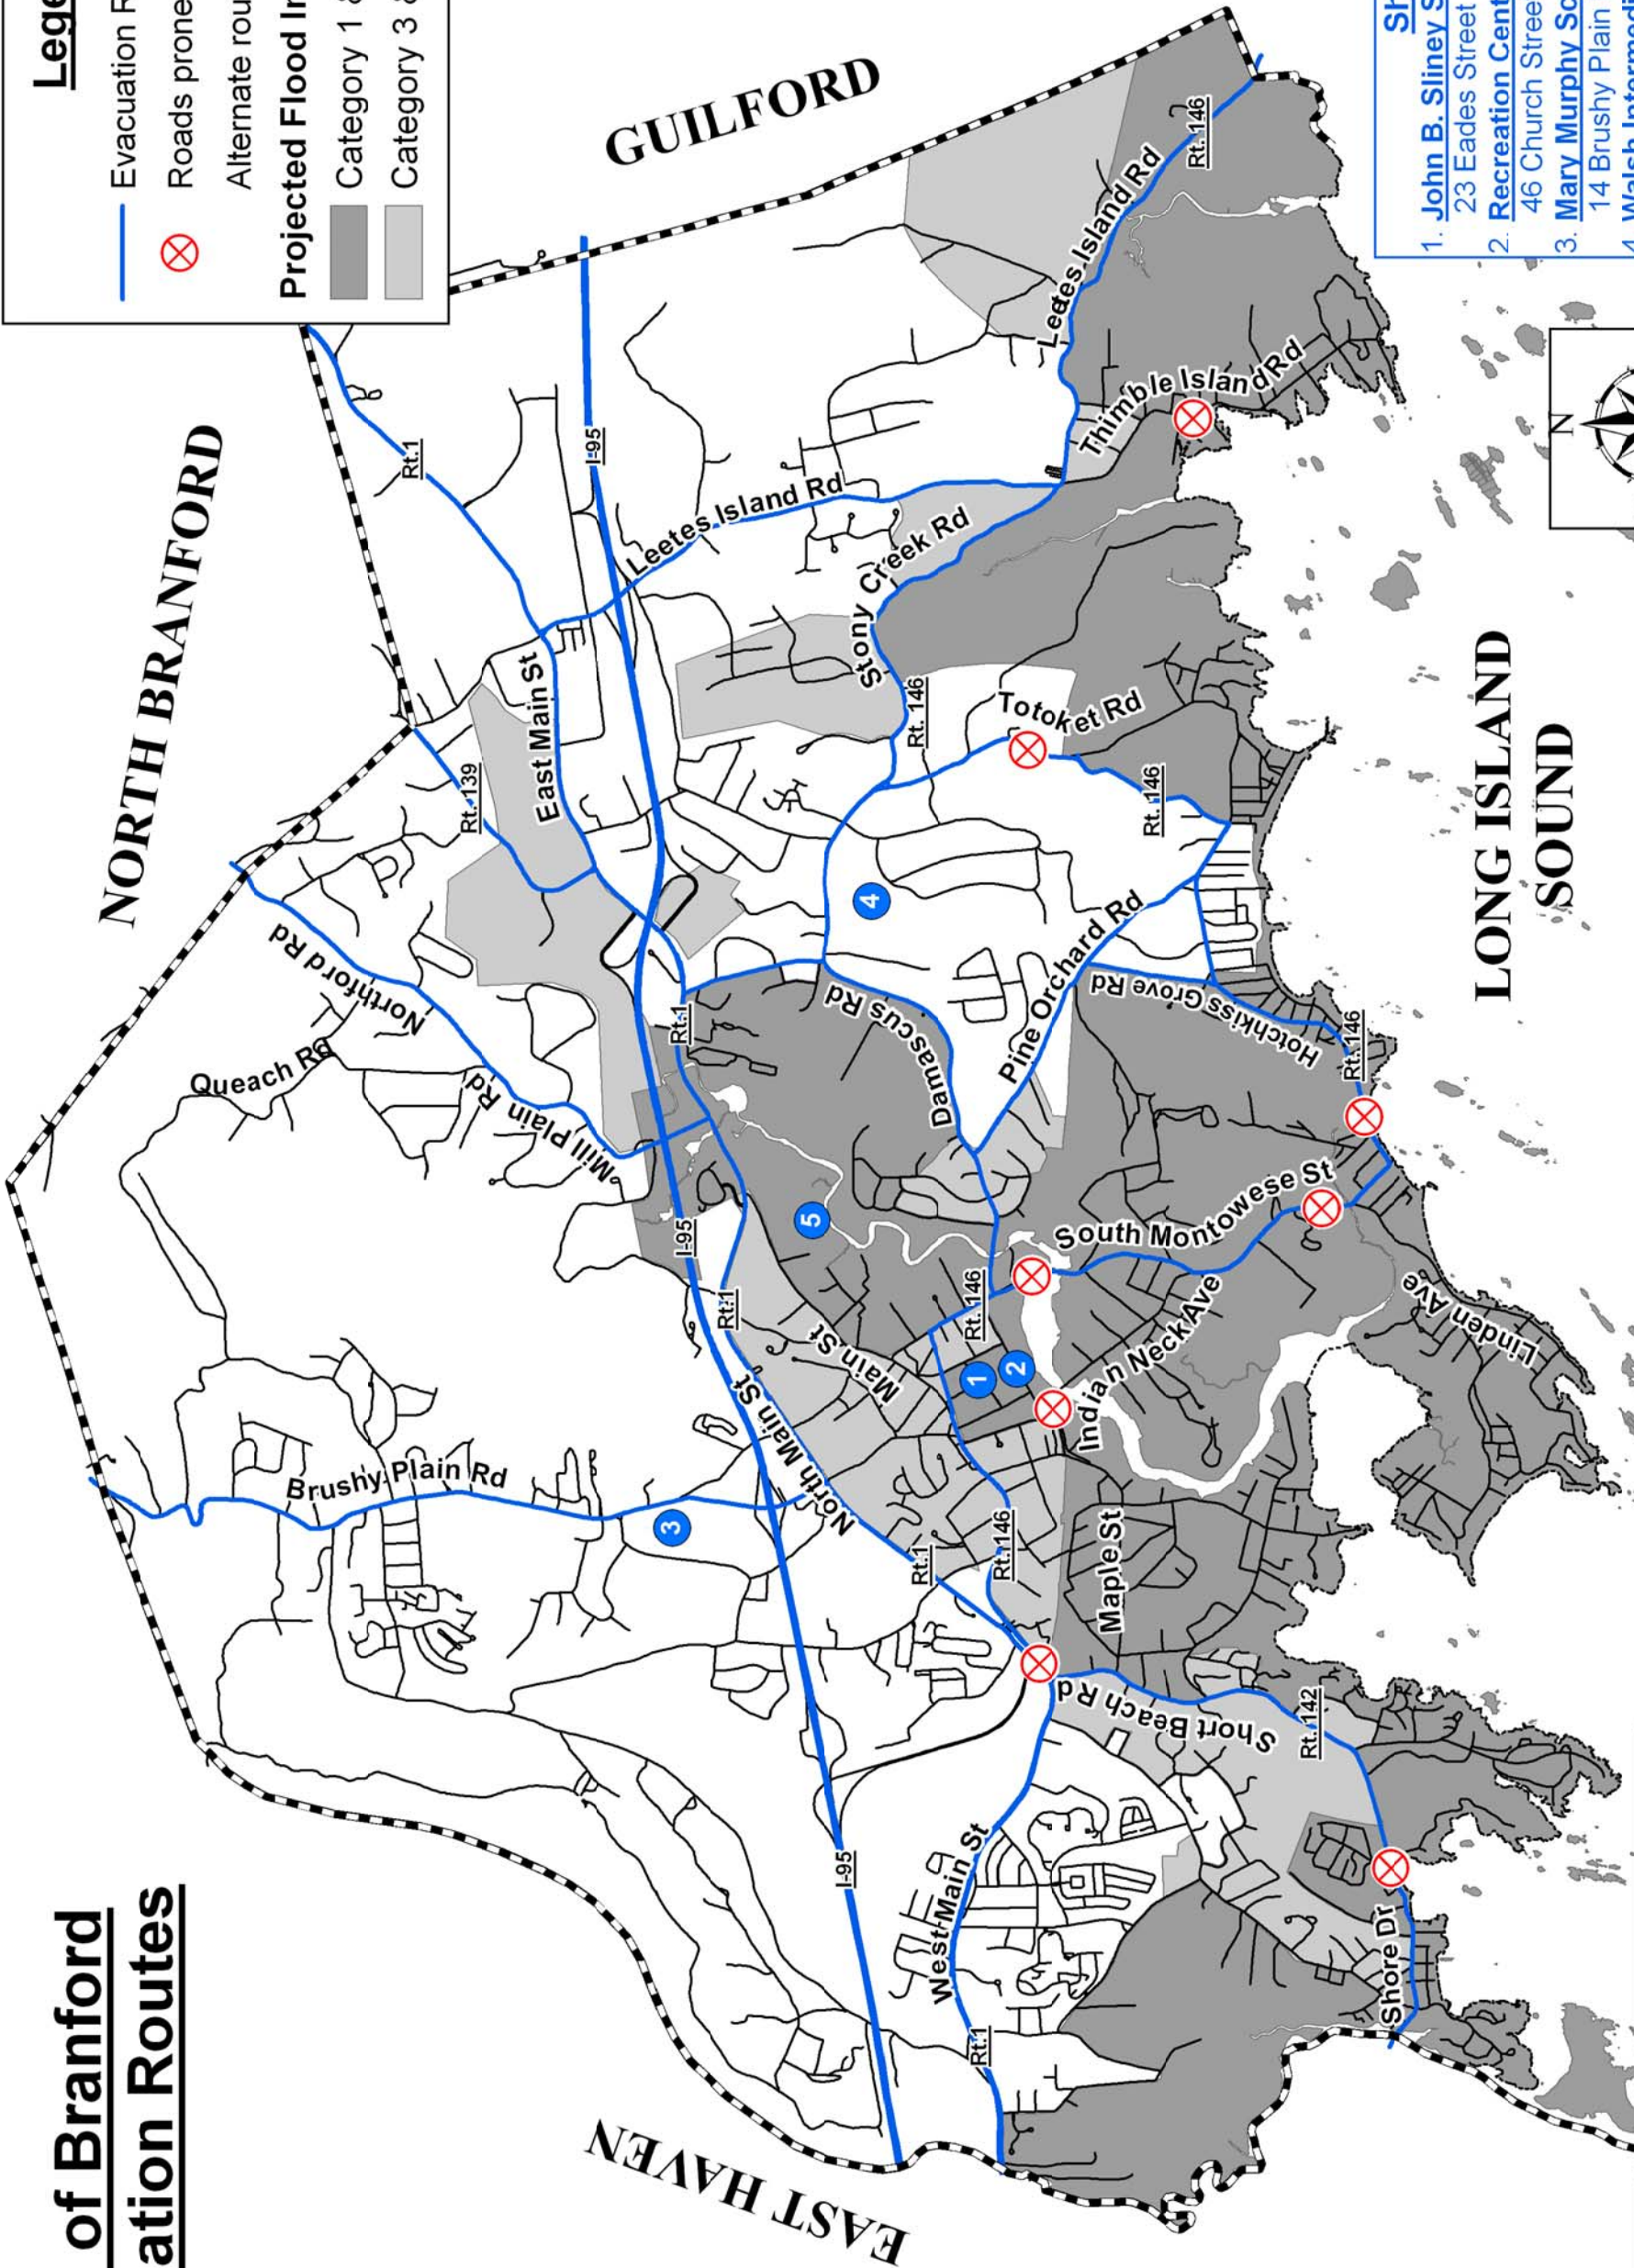 of Branford
ation Routes
Lege
Evacuation R
Roads prone
Alternate rou
Projected Flood In
Category 1 &
Category 3 &
NORTH BRANFORD
GUILFORD
EAST HAVEN
LONG ISLAND
SOUND
Brushy Plain Rd
Queach Rd
Northford Rd
Mill Plain Rd
Rt. 139
Rt.1
East Main St
I-95
Leetes Island Rd
Leetes Island Rd
Rt. 146
Thimble Island Rd
Stony Creek Rd
Rt. 146
Totoket Rd
Rt. 146
Pine Orchard Rd
Hotchkiss Grove Rd
Rt. 146
Damascus Rd
Rt.1
I-95
Rt.1
Main St
North Main St
Rt.1
Rt. 146
Rt. 146
South Montowese St
Indian Neck Ave
Linden Ave
Maple St
Short Beach Rd
Rt. 142
Shore Dr
West Main St
Rt.1
I-95
1
2
3
4
5
N
Sh
1. John B. Sliney S
23 Eades Street
2. Recreation Cent
46 Church Stree
3. Mary Murphy Sc
14 Brushy Plain
4. Walsh Intermedi